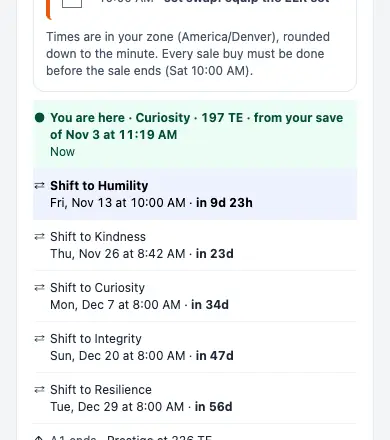 Times are in your zone (America/Denver), rounded
down to the minute. Every sale buy must be done
before the sale ends (Sat 10:00 AM).
You are here · Curiosity · 197 TE · from your save
of Nov 3 at 11:19 AM
Now
⇄ Shift to Humility
Fri, Nov 13 at 10:00 AM · in 9d 23h
⇄ Shift to Kindness
Thu, Nov 26 at 8:42 AM · in 23d
⇄ Shift to Curiosity
Mon, Dec 7 at 8:00 AM · in 34d
⇄ Shift to Integrity
Sun, Dec 20 at 8:00 AM · in 47d
⇄ Shift to Resilience
Tue, Dec 29 at 8:00 AM · in 56d